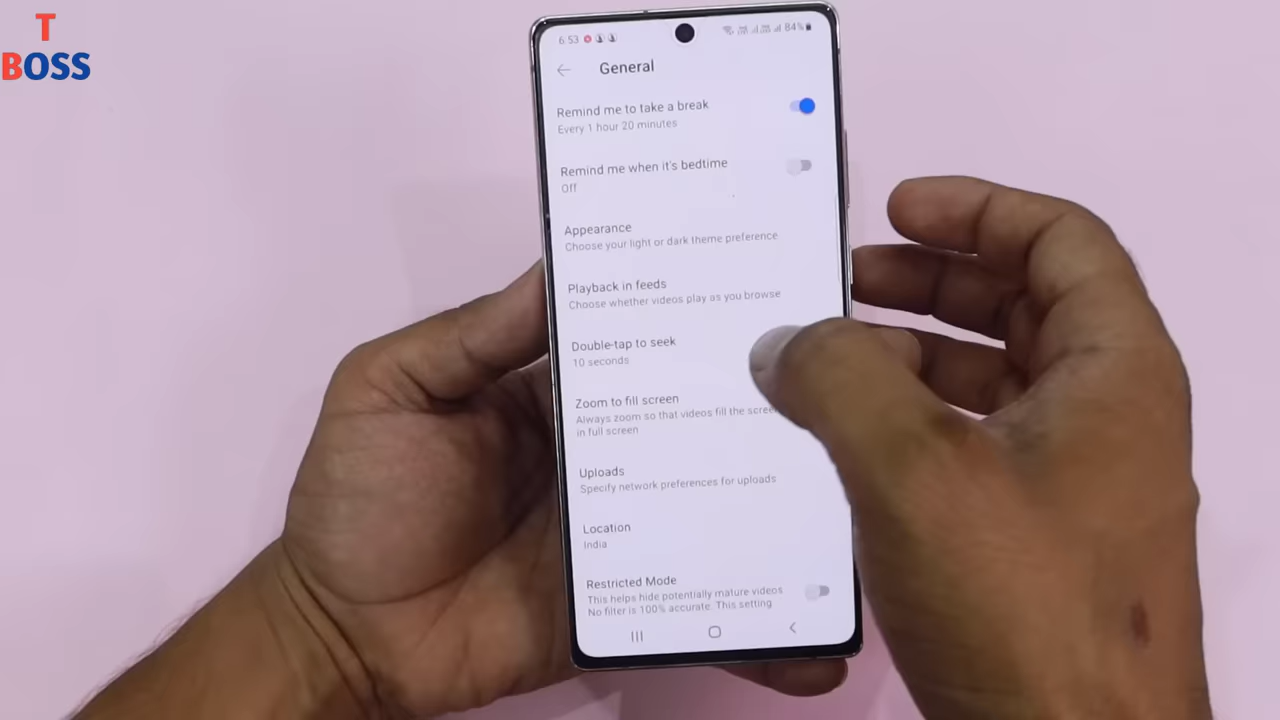 T
BOSS
6:53
84%
General
Remind me to take a break
Every 1 hour 20 minutes
Remind me when it's bedtime
Off
Appearance
Choose your light or dark theme preference
Playback in feeds
Choose whether videos play as you browse
Double-tap to seek
10 seconds
Zoom to fill screen
Always zoom so that videos fill the screen
in full screen
Uploads
Specify network preferences for uploads
Location
India
Restricted Mode
This helps hide potentially mature videos
No filter is 100% accurate. This setting